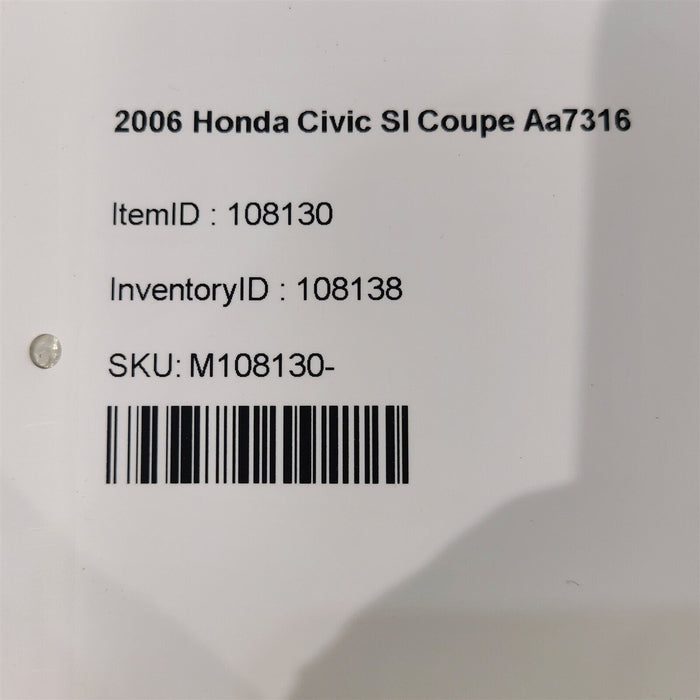 2006 Honda Civic SI Coupe Aa7316
ItemID : 108130
InventoryID : 108138
SKU: M108130-